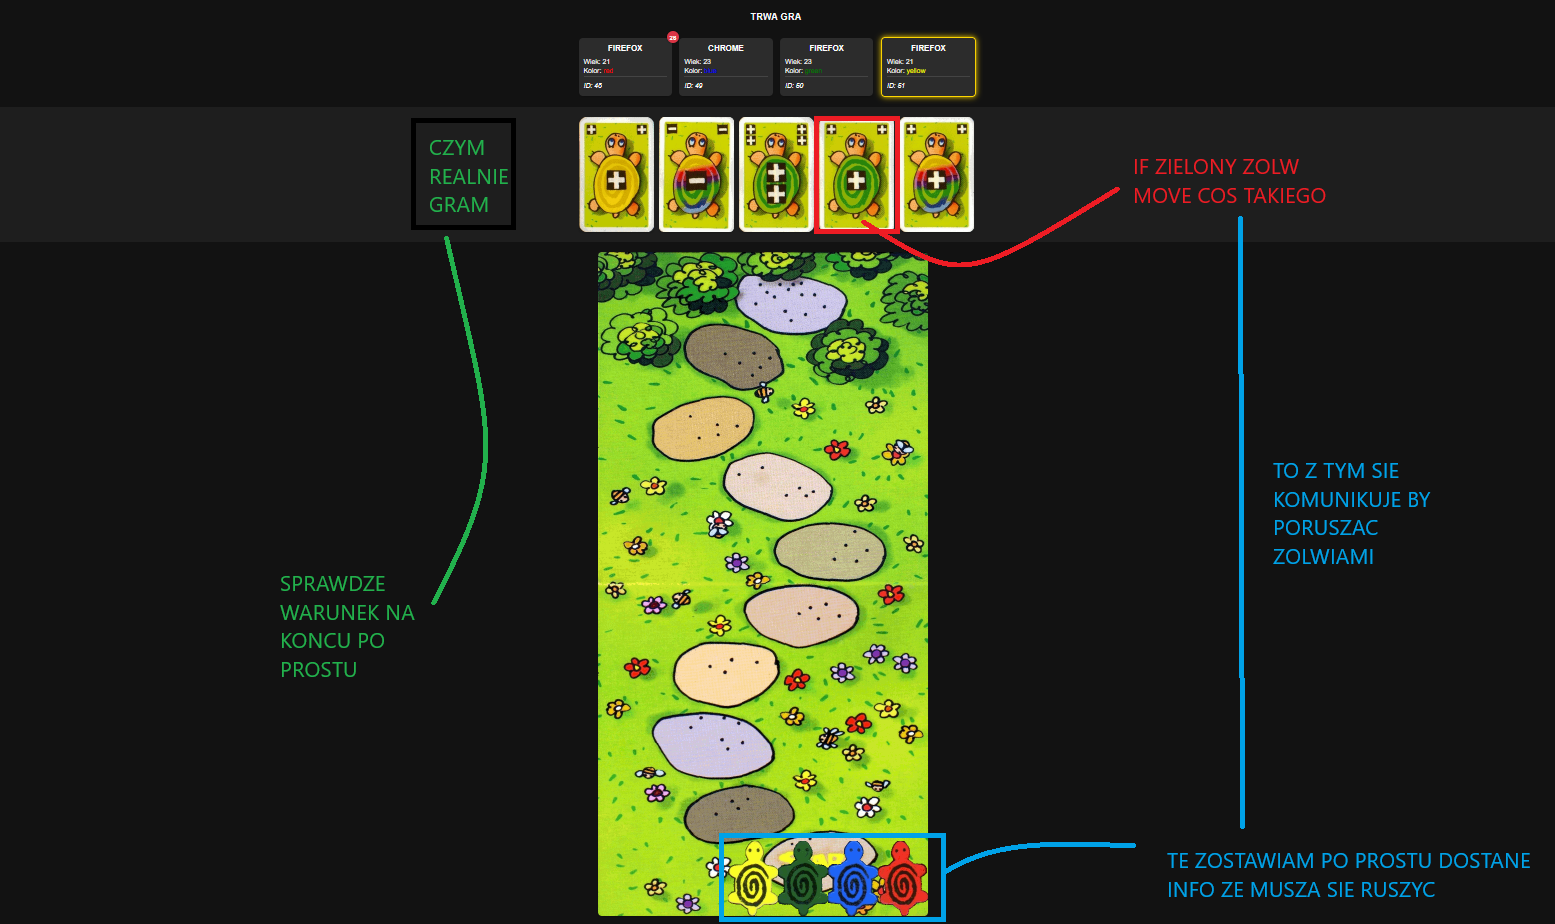 TRWA GRA
FIREFOX
Wiek: 21
Kolor: red
ID: 48
26
CHROME
Wiek: 23
Kolor:
ID: 49
FIREFOX
Wiek: 23
Kolor: green
ID: 50
FIREFOX
Wiek: 21
Kolor: yellow
ID: 51
CZYM
REALNIE
GRAM
IF ZIELONY ZOLW
MOVE COS TAKIEGO
TO Z TYM SIE
KOMUNIKUJE BY
PORUSZAC
ZOLWIAMI
SPRAWDZE
WARUNEK NA
KONCU PO
PROSTU
TE ZOSTAWIAM PO PROSTU DOSTANE
INFO ZE MUSZA SIE RUSZYC